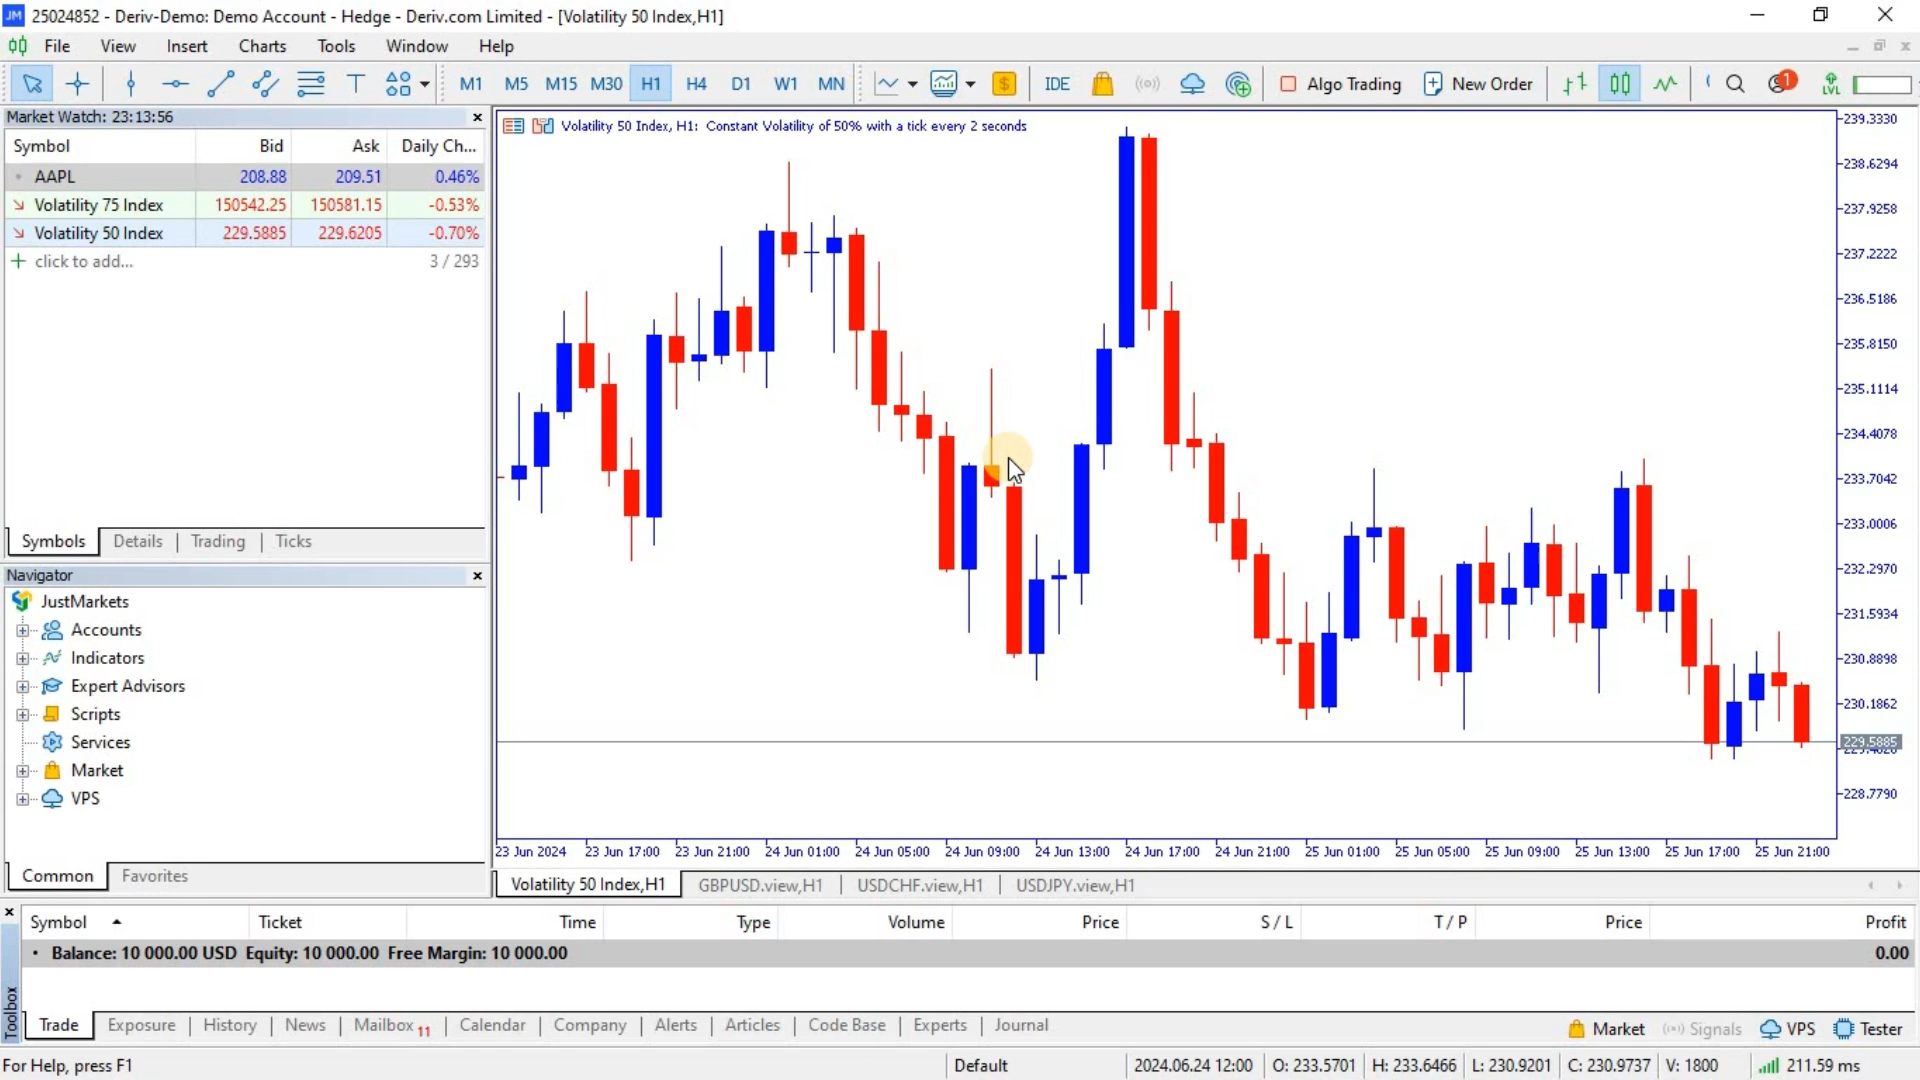 JM 25024852 - Deriv-Demo: Demo Account - Hedge - Deriv.com Limited - [Volatility 50 Index,H1]
File View Insert Charts Tools Window Help
M1 M5 M15 M30 H1 H4 D1 W1 MN $ IDE Algo Trading New Order 1 LVL
Market Watch: 23:13:56
Symbol Bid Ask Daily Ch...
AAPL 208.88 209.51 0.46%
Volatility 75 Index 150542.25 150581.15 -0.53%
Volatility 50 Index 229.5885 229.6205 -0.70%
click to add... 3 / 293
Symbols Details Trading Ticks
Navigator
JustMarkets
Accounts
Indicators
Expert Advisors
Scripts
Services
Market
VPS
Common Favorites
Volatility 50 Index, H1: Constant Volatility of 50% with a tick every 2 seconds
239.3330
238.6294
237.9258
237.2222
236.5186
235.8150
235.1114
234.4078
233.7042
233.0006
232.2970
231.5934
230.8898
230.1862
229.5885
228.7790
23 Jun 2024 23 Jun 17:00 23 Jun 21:00 24 Jun 01:00 24 Jun 05:00 24 Jun 09:00 24 Jun 13:00 24 Jun 17:00 24 Jun 21:00 25 Jun 01:00 25 Jun 05:00 25 Jun 09:00 25 Jun 13:00 25 Jun 17:00 25 Jun 21:00
Volatility 50 Index,H1 GBPUSD.view,H1 USDCHF.view,H1 USDJPY.view,H1
Symbol Ticket Time Type Volume Price S / L T / P Price Profit
Balance: 10 000.00 USD Equity: 10 000.00 Free Margin: 10 000.00 0.00
Toolbox
Trade Exposure History News Mailbox 11 Calendar Company Alerts Articles Code Base Experts Journal Market Signals VPS Tester
For Help, press F1 Default 2024.06.24 12:00 O: 233.5701 H: 233.6466 L: 230.9201 C: 230.9737 V: 1800 211.59 ms